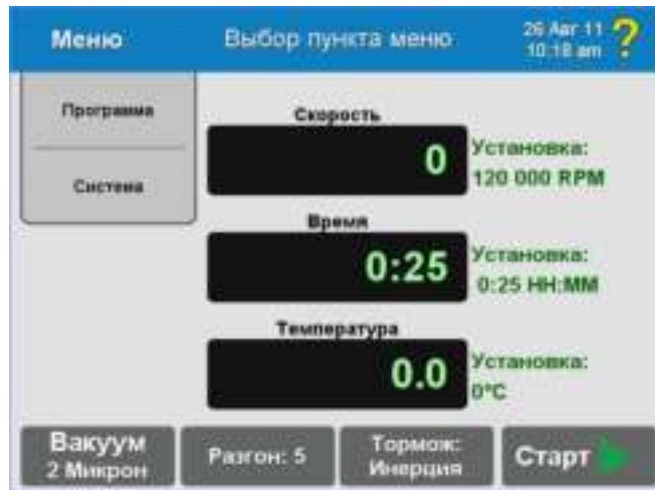 Меню
Выбор пункта меню
26 Авг 11
10:18 am
?
Программа
Система
Скорость
0
Установка:
120 000 RPM
Время
0:25
Установка:
0:25 HH:MM
Температура
0.0
Установка:
0°C
Вакуум
2 Микрон
Разгон: 5
Тормож:
Инерция
Старт